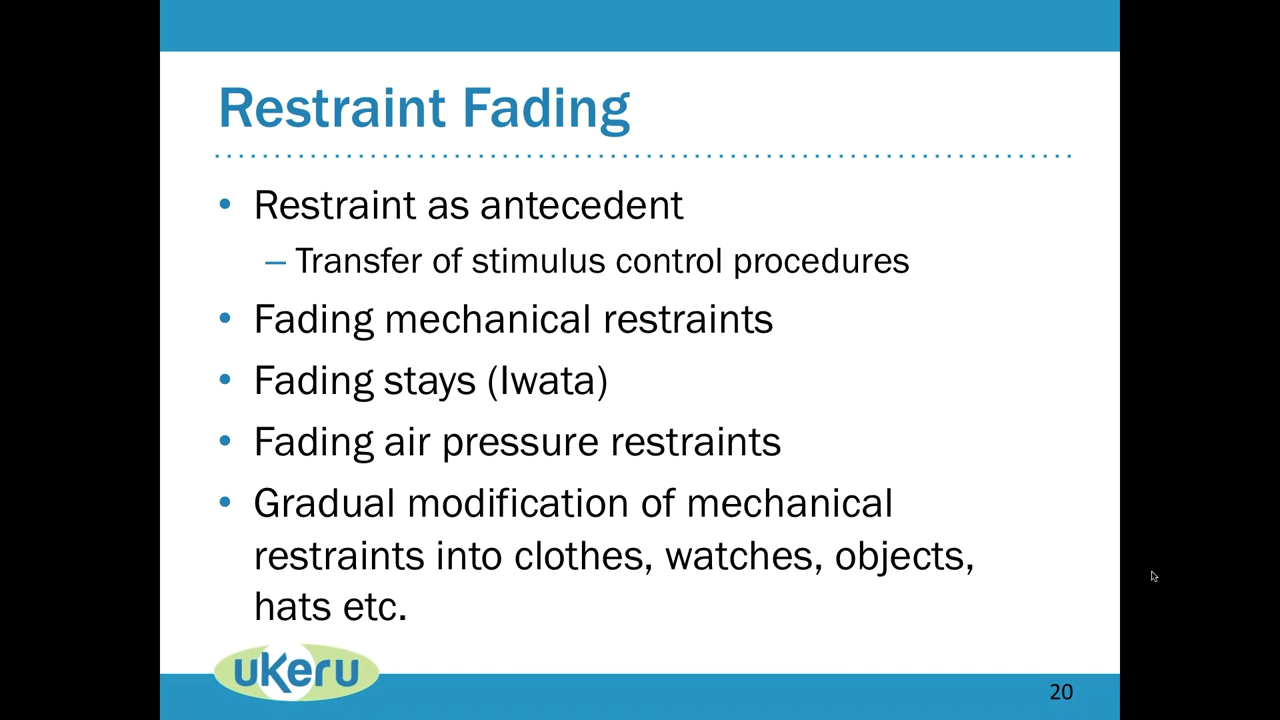 Restraint Fading
• Restraint as antecedent
– Transfer of stimulus control procedures
• Fading mechanical restraints
• Fading stays (Iwata)
• Fading air pressure restraints
• Gradual modification of mechanical
restraints into clothes, watches, objects,
hats etc.
ukeru
20